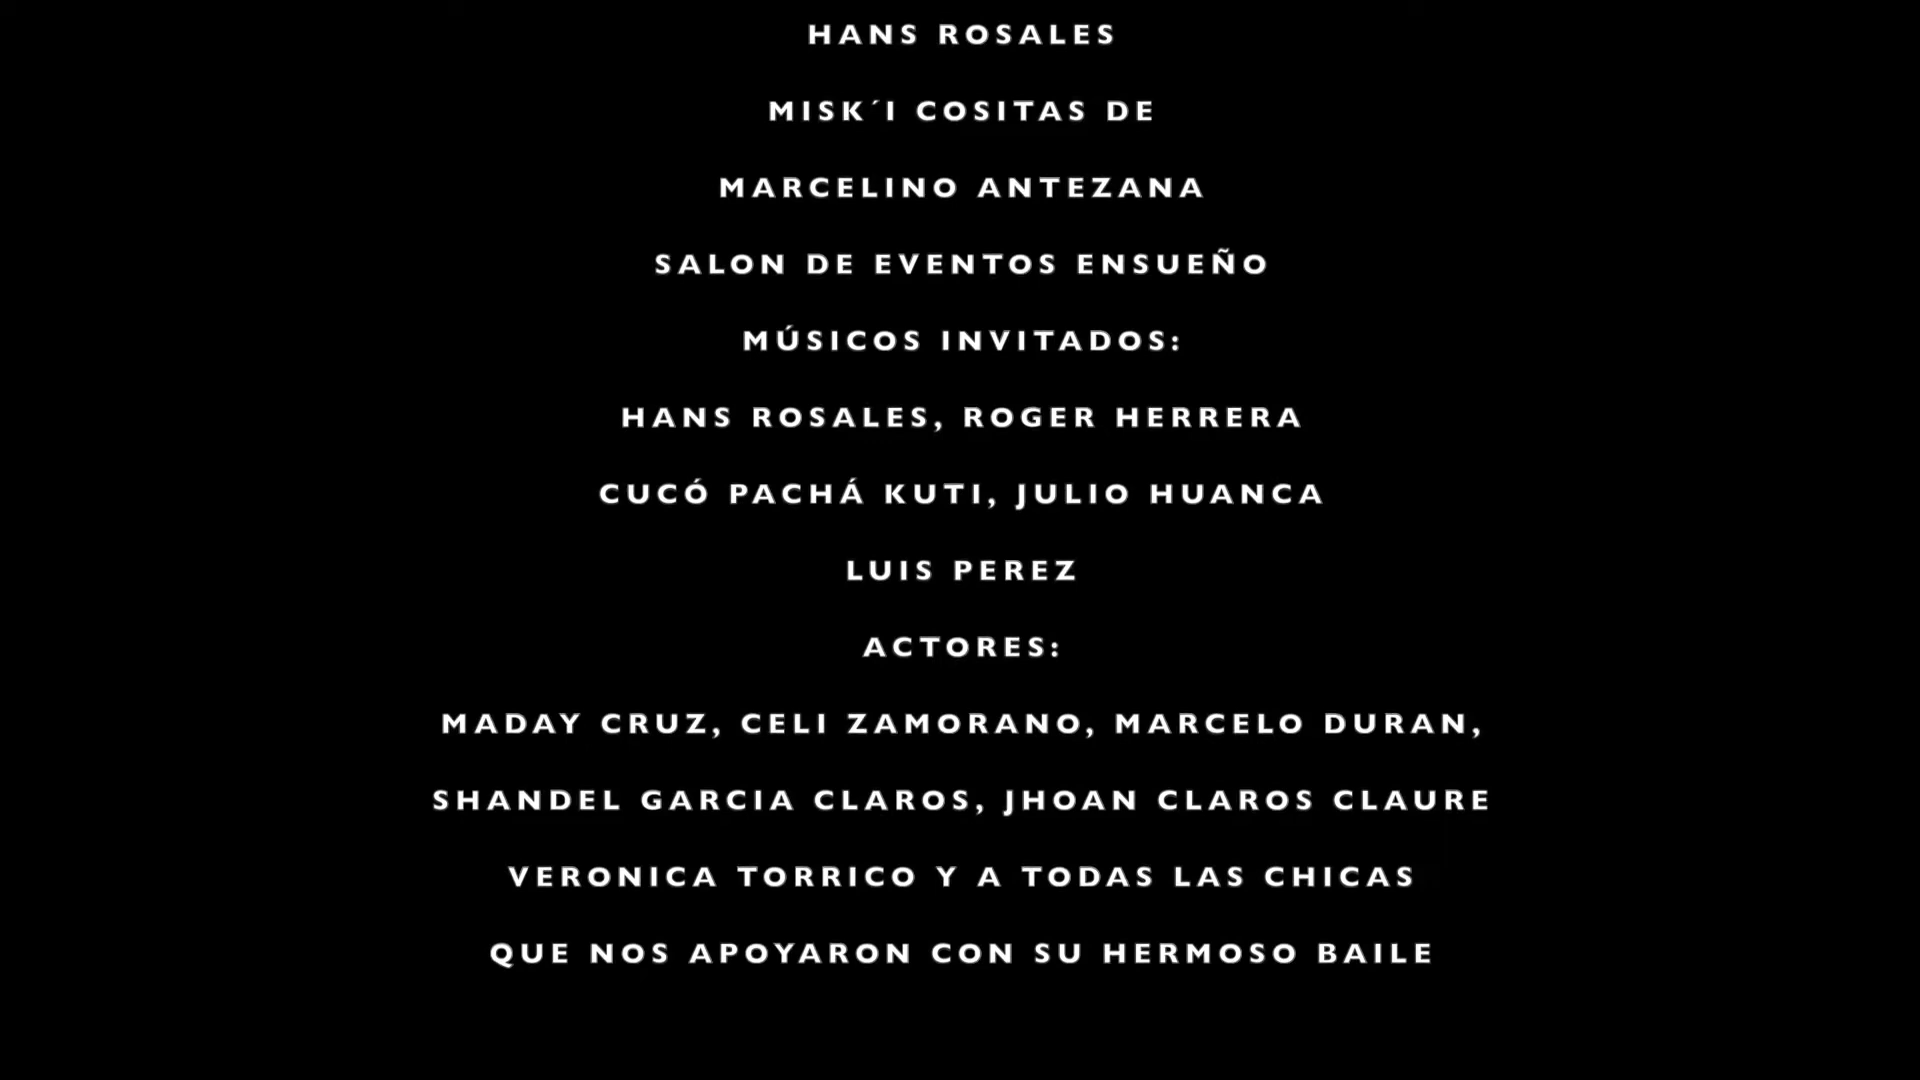 HANS ROSALES
MISK´I COSITAS DE
MARCELINO ANTEZANA
SALON DE EVENTOS ENSUEÑO
MÚSICOS INVITADOS:
HANS ROSALES, ROGER HERRERA
CUCÓ PACHÁ KUTI, JULIO HUANCA
LUIS PEREZ
ACTORES:
MADAY CRUZ, CELI ZAMORANO, MARCELO DURAN,
SHANDEL GARCIA CLAROS, JHOAN CLAROS CLAURE
VERONICA TORRICO Y A TODAS LAS CHICAS
QUE NOS APOYARON CON SU HERMOSO BAILE